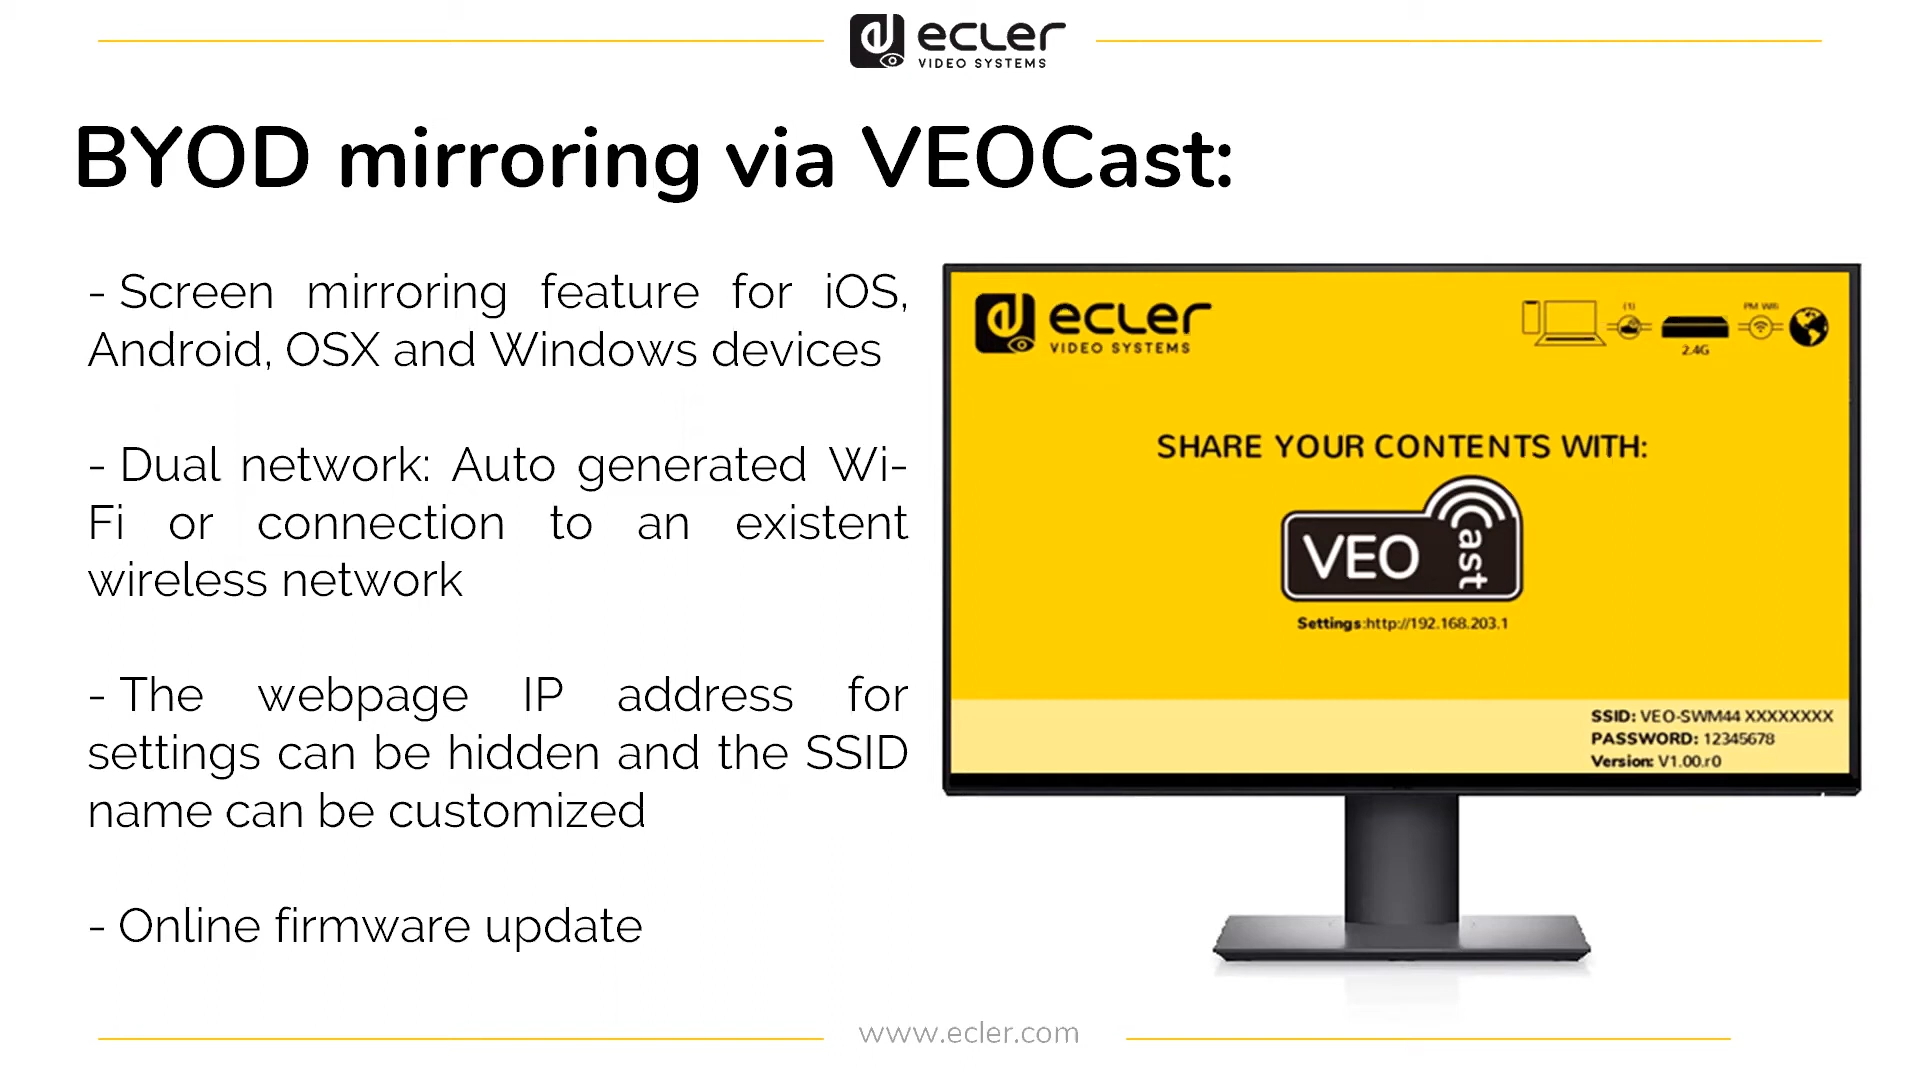 ecler
VIDEO SYSTEMS
BYOD mirroring via VEOCast:
- Screen mirroring feature for iOS,
Android, OSX and Windows devices
- Dual network: Auto generated Wi-
Fi or connection to an existent
wireless network
- The webpage IP address for
settings can be hidden and the SSID
name can be customized
- Online firmware update
ecler
VIDEO SYSTEMS
(1)
PM Wifi
2.4G
SHARE YOUR CONTENTS WITH:
VEO cast
Settings:http://192.168.203.1
SSID: VEO-SWM44 XXXXXXXX
PASSWORD: 12345678
Version: V1.00.r0
www.ecler.com